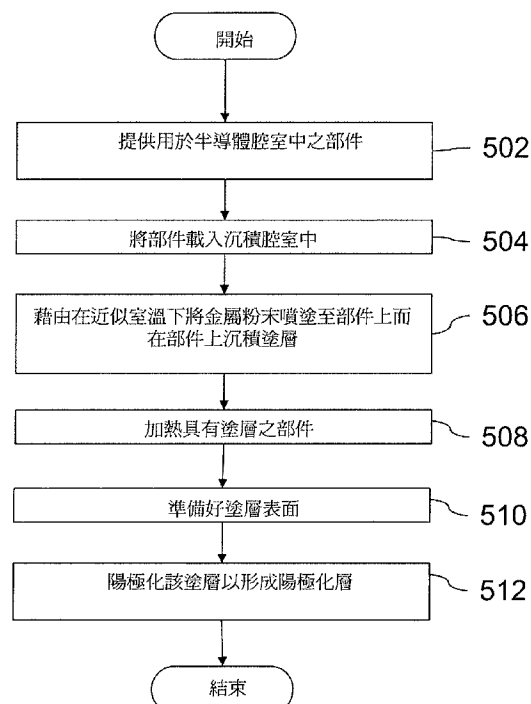 開始
提供用於半導體腔室中之部件
502
將部件載入沉積腔室中
504
藉由在近似室溫下將金屬粉末噴塗至部件上而
在部件上沉積塗層
506
加熱具有塗層之部件
508
準備好塗層表面
510
陽極化該塗層以形成陽極化層
512
結束